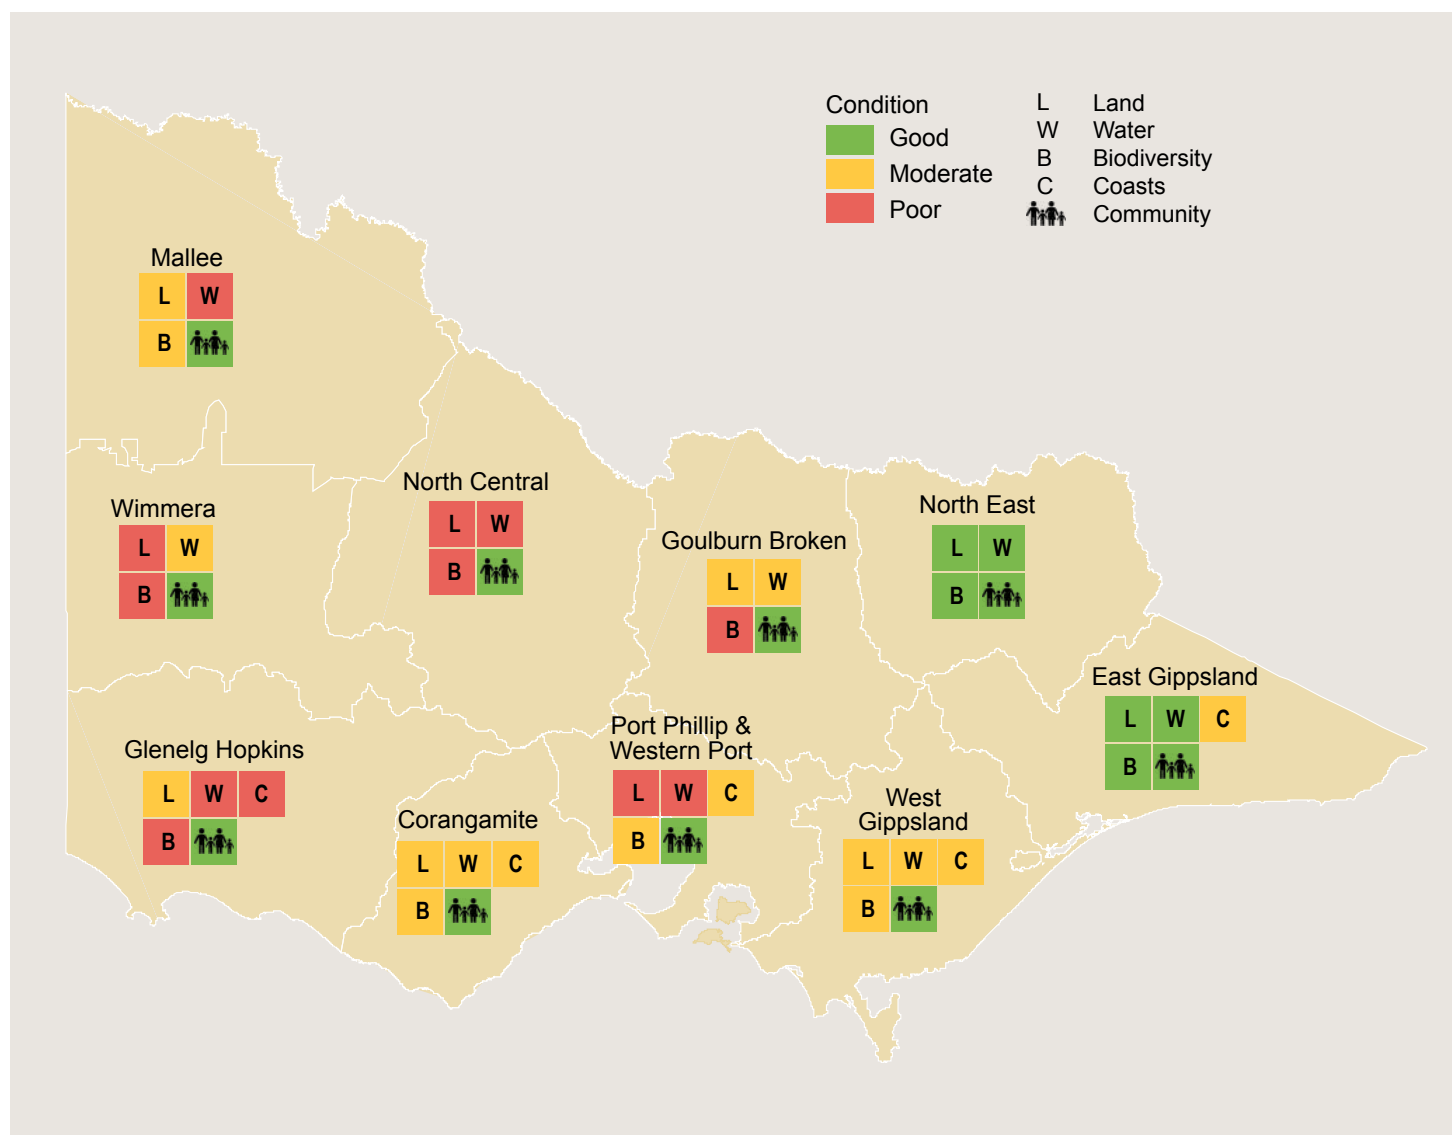 Condition
Good
Moderate
Poor
L Land
W Water
B Biodiversity
C Coasts
Community
Mallee
L W
B
Wimmera
L W
B
North Central
L W
B
Goulburn Broken
L W
B
North East
L W
B
East Gippsland
L W C
B
Glenelg Hopkins
L W C
B
Corangamite
L W C
B
Port Phillip &
Western Port
L W C
B
West
Gippsland
L W C
B